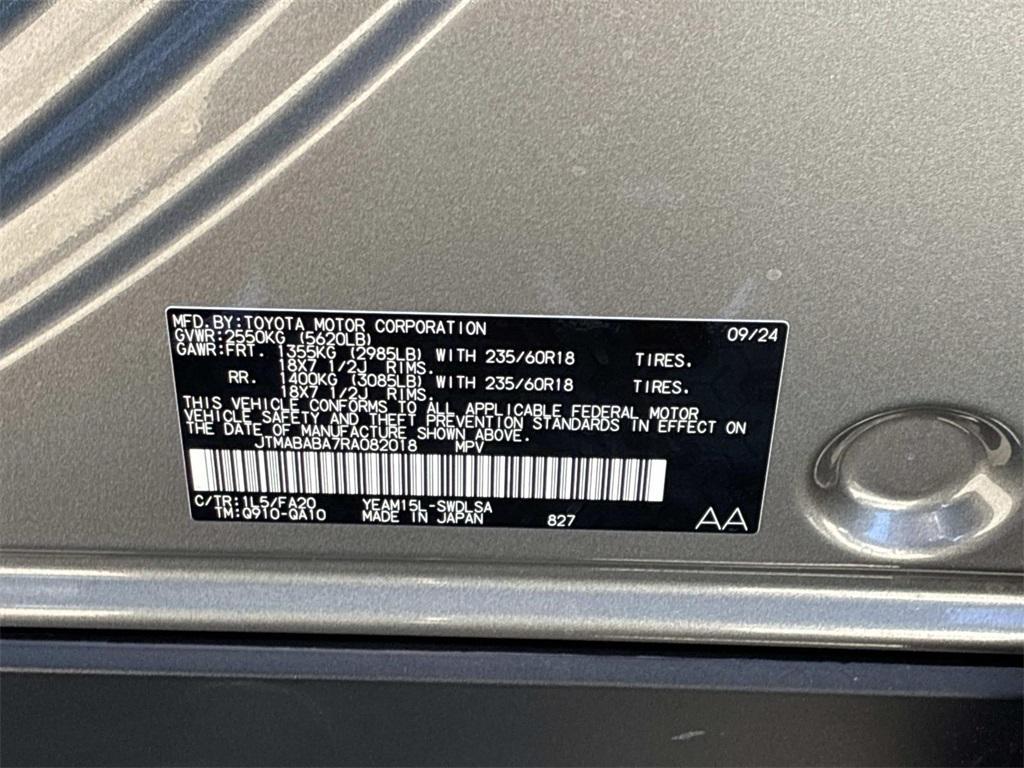 MFD.BY:TOYOTA MOTOR CORPORATION 09/24
GVWR:2550KG (5620LB)
GAWR:FRT. 1355KG (2985LB) WITH 235/60R18 TIRES.
18X7 1/2J RIMS.
RR. 1400KG (3085LB) WITH 235/60R18 TIRES.
18X7 1/2J RIMS.
THIS VEHICLE CONFORMS TO ALL APPLICABLE FEDERAL MOTOR
VEHICLE SAFETY AND THEFT PREVENTION STANDARDS IN EFFECT ON
THE DATE OF MANUFACTURE SHOWN ABOVE.
JTMABABA7RA082018 MPV
C/TR:1L5/FA20 YEAM15L-SWDLSA
TM:Q910-QA10 MADE IN JAPAN 827 AA